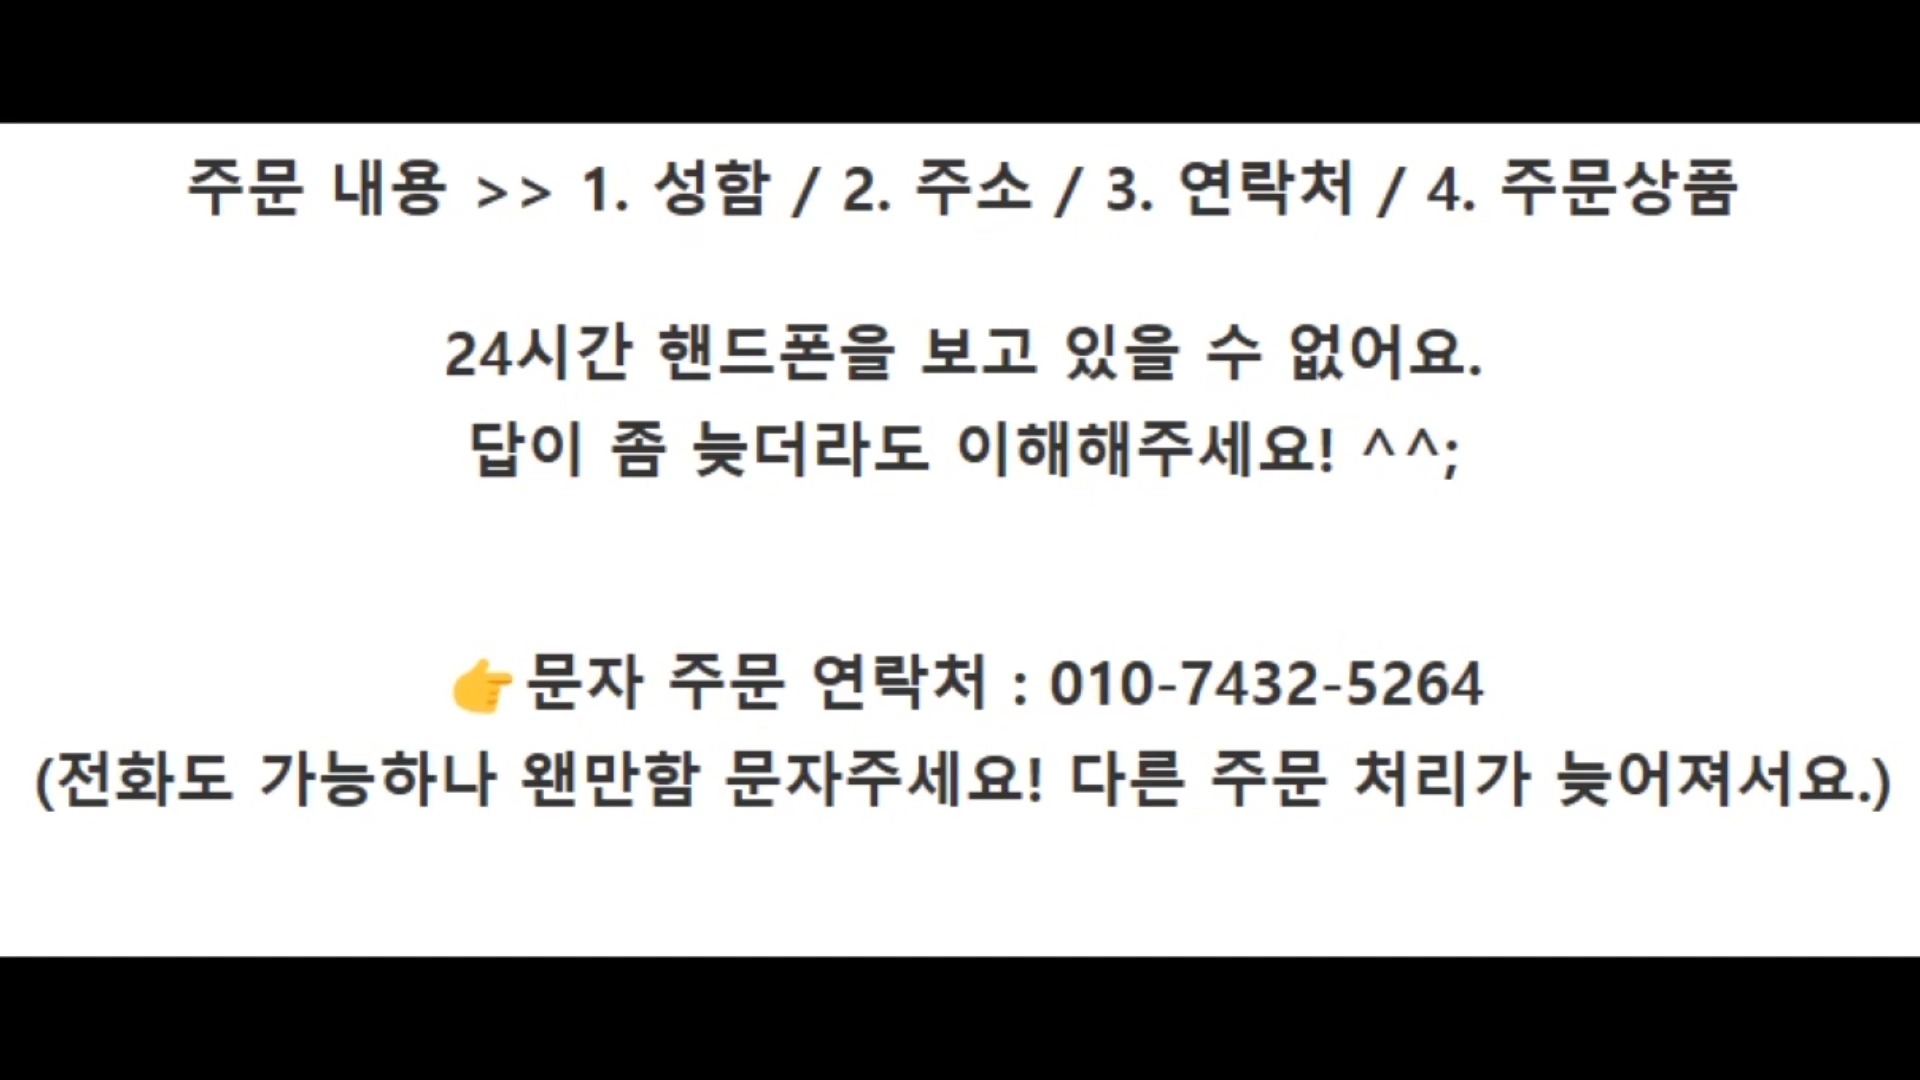 주문 내용 >> 1. 성함 / 2. 주소 / 3. 연락처 / 4. 주문상품
24시간 핸드폰을 보고 있을 수 없어요.
답이 좀 늦더라도 이해해주세요! ^^;
👉문자 주문 연락처 : 010-7432-5264
(전화도 가능하나 왠만함 문자주세요! 다른 주문 처리가 늦어져서요.)